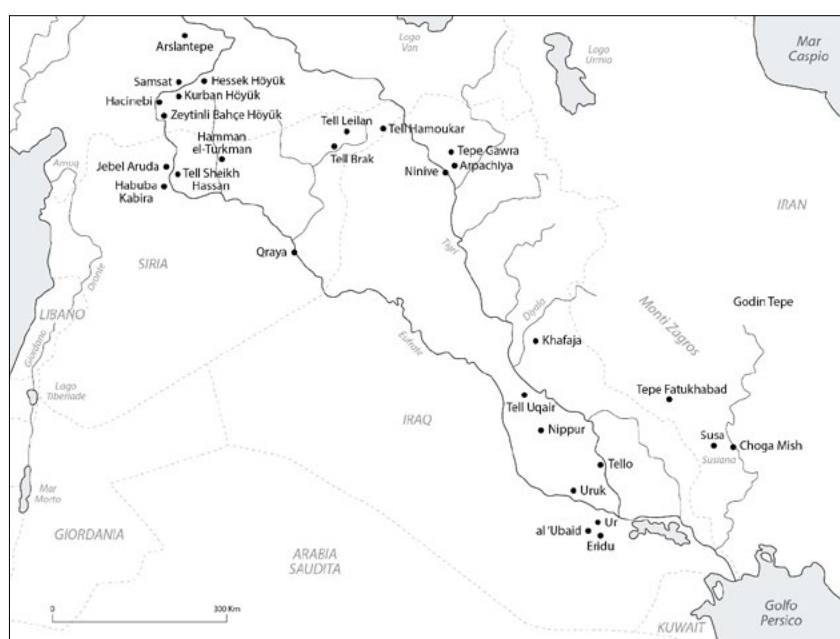 Arslantepe
Lago
Van
Lago
Urmia
Mar
Caspio
Samsat
Hessek Höyük
Kurban Höyük
Hacinebi
Zeytinli Bahçe Höyük
Tell Leilan
Tell Hamoukar
Hamman
el-Turkman
Tell Brak
Tepe Gawra
Arpachiya
Ninive
Amuq
Jebel Aruda
Tell Sheikh
Hassan
Habuba
Kabira
IRAN
Qraya
Tigri
SIRIA
Oronte
Godin Tepe
Monti Zagros
Diyala
LIBANO
Giordano
Eufrate
Khafaja
Lago
Tiberiade
Tepe Fatukhabad
Tell Uqair
IRAQ
Nippur
Susa
Choga Mish
Susiana
Tello
Mar
Morto
Uruk
GIORDANIA
Ur
al 'Ubaid
Eridu
ARABIA
SAUDITA
0
300 Km
KUWAIT
Golfo
Persico